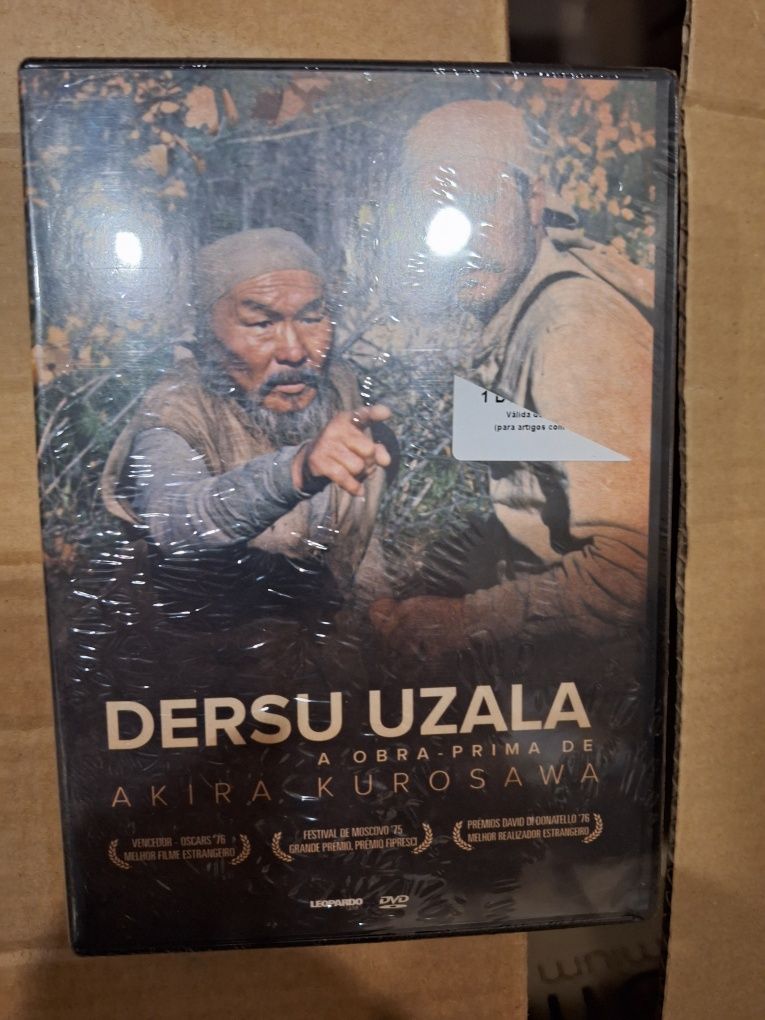 Válida
(para artigos
DERSU UZALA
A OBRA-PRIMA DE
AKIRA KUROSAWA
VENCEDOR - OSCARS '76
MELHOR FILME ESTRANGEIRO
FESTIVAL DE MOSCOVO '75
GRANDE PRÉMIO, PRÉMIO FIPRESCI
PRÉMIOS DAVID DI DONATELLO '76
MELHOR REALIZADOR ESTRANGEIRO
LEOPARDO
DVD